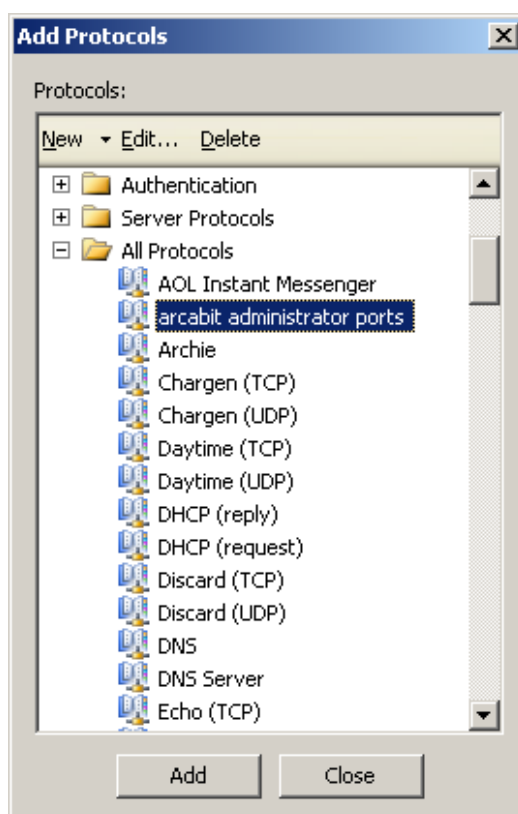 Add Protocols
Protocols:
New Edit... Delete
Authentication
Server Protocols
All Protocols
AOL Instant Messenger
arcabit administrator ports
Archie
Chargen (TCP)
Chargen (UDP)
Daytime (TCP)
Daytime (UDP)
DHCP (reply)
DHCP (request)
Discard (TCP)
Discard (UDP)
DNS
DNS Server
Echo (TCP)
Add Close